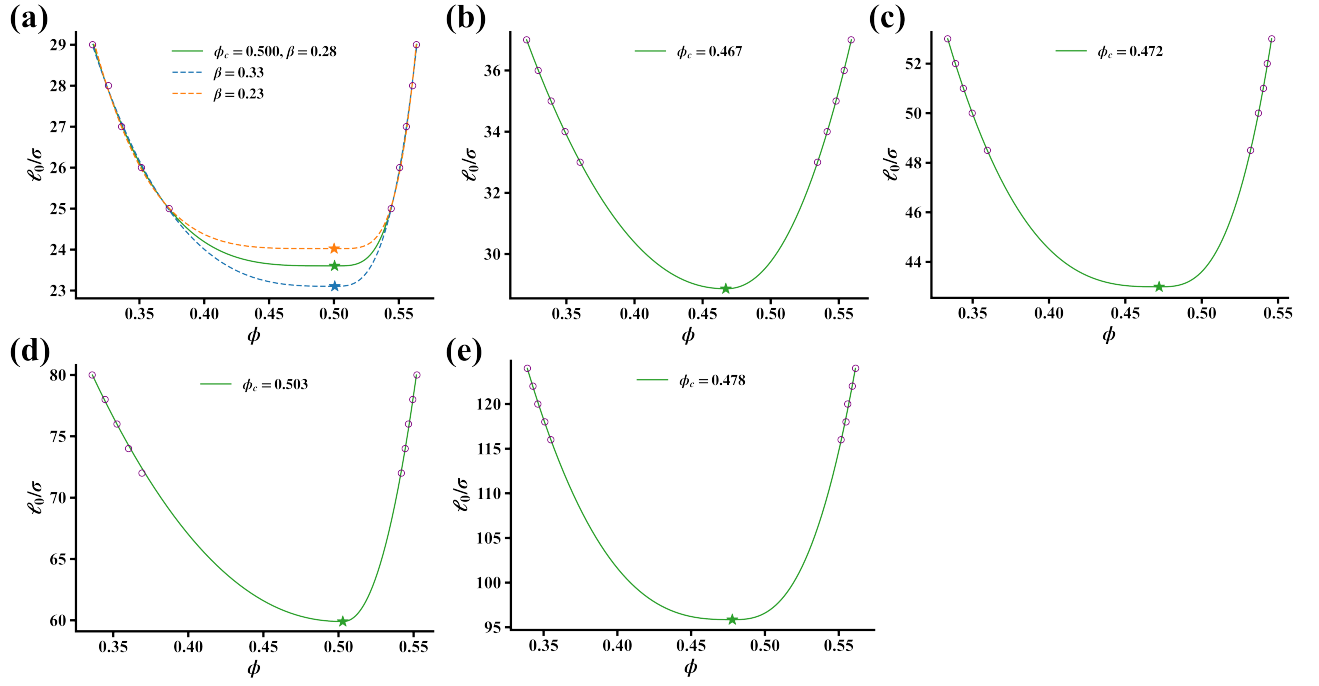 (a)
29
28
27
26
25
24
23
ℓ₀/σ
ϕc = 0.500, β = 0.28
β = 0.33
β = 0.23
0.35 0.40 0.45 0.50 0.55
ϕ
(b)
36
34
32
30
ℓ₀/σ
ϕc = 0.467
0.35 0.40 0.45 0.50 0.55
ϕ
(c)
52
50
48
46
44
ℓ₀/σ
ϕc = 0.472
0.35 0.40 0.45 0.50 0.55
ϕ
(d)
80
75
70
65
60
ℓ₀/σ
ϕc = 0.503
0.35 0.40 0.45 0.50 0.55
ϕ
(e)
120
115
110
105
100
95
ℓ₀/σ
ϕc = 0.478
0.35 0.40 0.45 0.50 0.55
ϕ